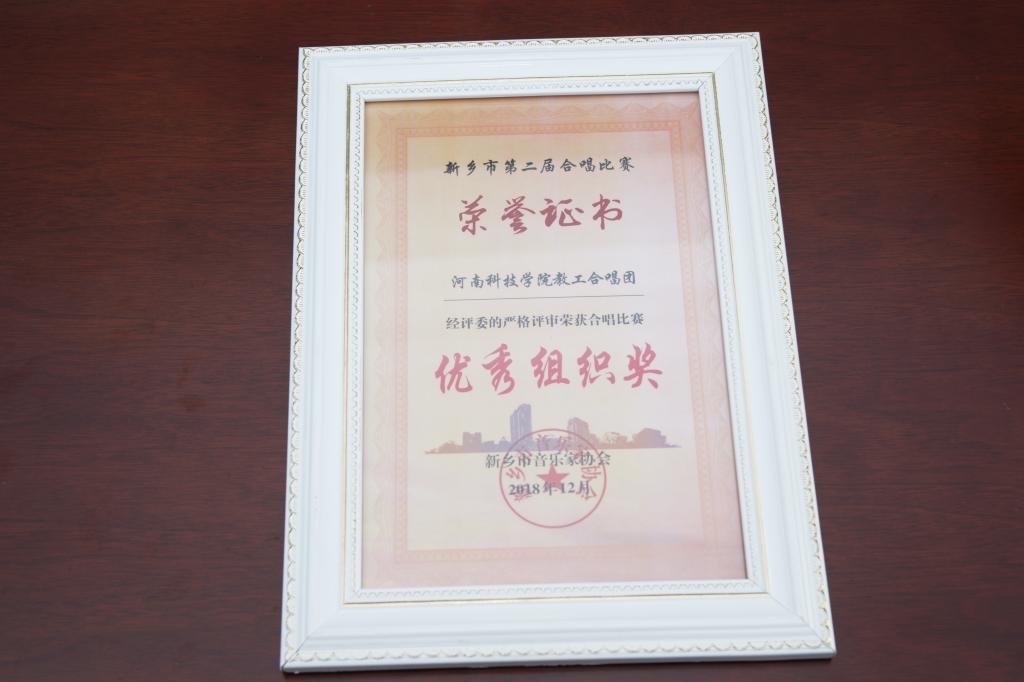 新乡市第二届合唱比赛
荣誉证书
河南科技学院教工合唱团
经评委的严格评审荣获合唱比赛
优秀组织奖
新乡市音乐家协会
2018年12月